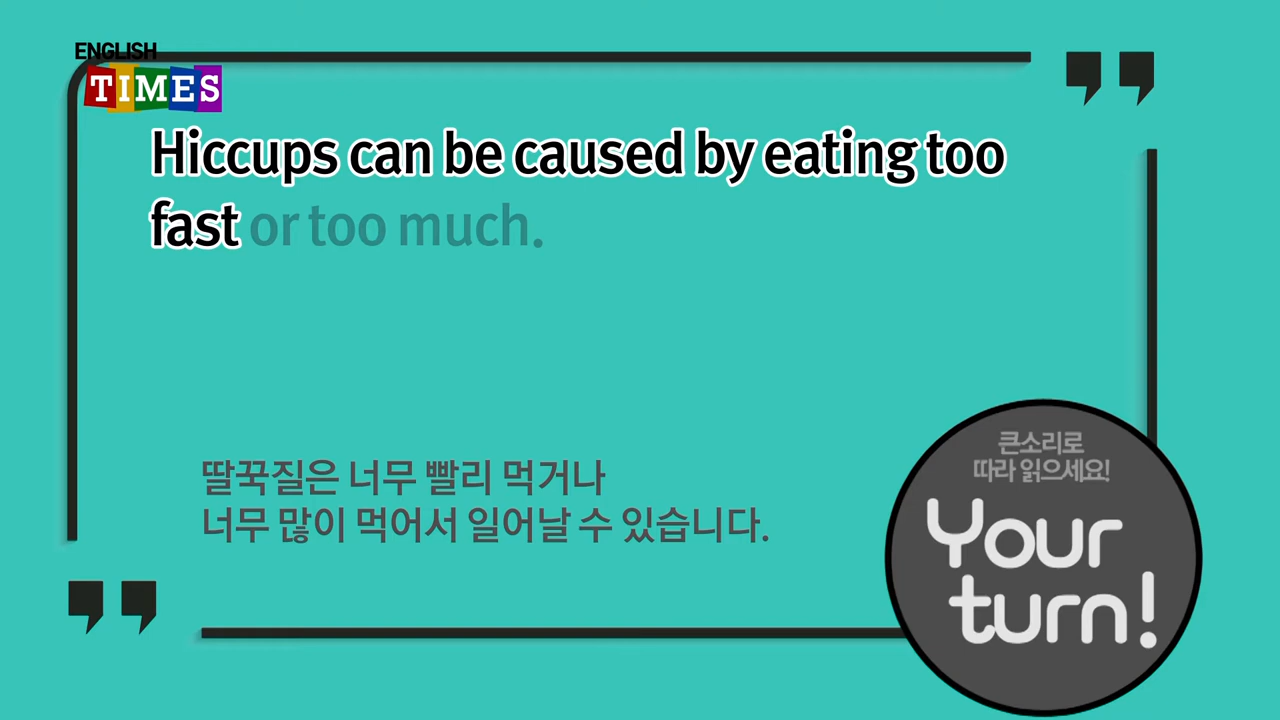 ENGLISH
TIMES
Hiccups can be caused by eating too
fast or too much.
딸꾹질은 너무 빨리 먹거나
너무 많이 먹어서 일어날 수 있습니다.
큰소리로
따라 읽으세요!
Your
turn!